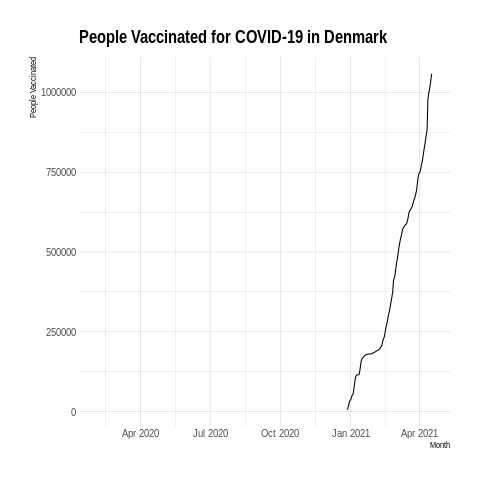 People Vaccinated for COVID-19 in Denmark
People Vaccinated
1000000
750000
500000
250000
0
Apr 2020 Jul 2020 Oct 2020 Jan 2021 Apr 2021
Month